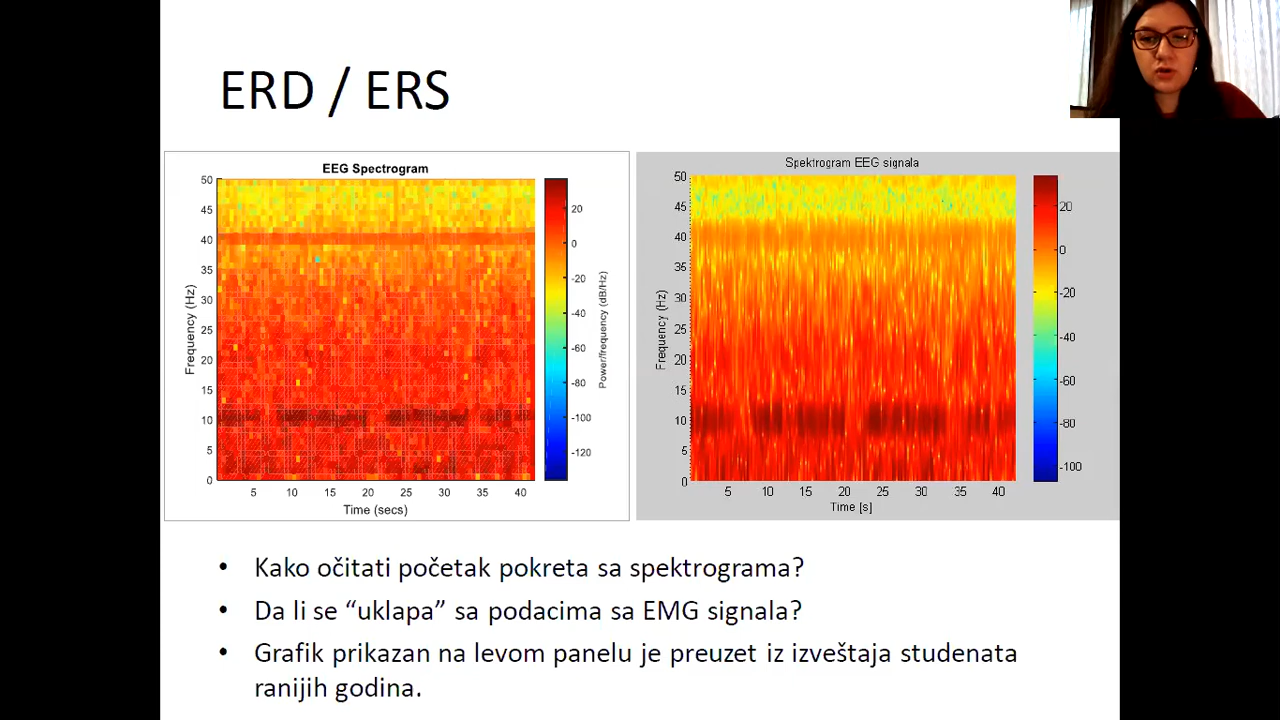 ERD / ERS
EEG Spectrogram
50
45
40
35
30
25
20
15
10
5
0
Frequency (Hz)
5 10 15 20 25 30 35 40
Time (secs)
20
0
-20
-40
-60
-80
-100
-120
Power/frequency (dB/Hz)
Spektrogram EEG signala
50
45
40
35
30
25
20
15
10
5
0
Frequency (Hz)
5 10 15 20 25 30 35 40
Time [s]
20
0
-20
-40
-60
-80
-100
• Kako očitati početak pokreta sa spektrograma?
• Da li se “uklapa” sa podacima sa EMG signala?
• Grafik prikazan na levom panelu je preuzet iz izveštaja studenata
ranijih godina.